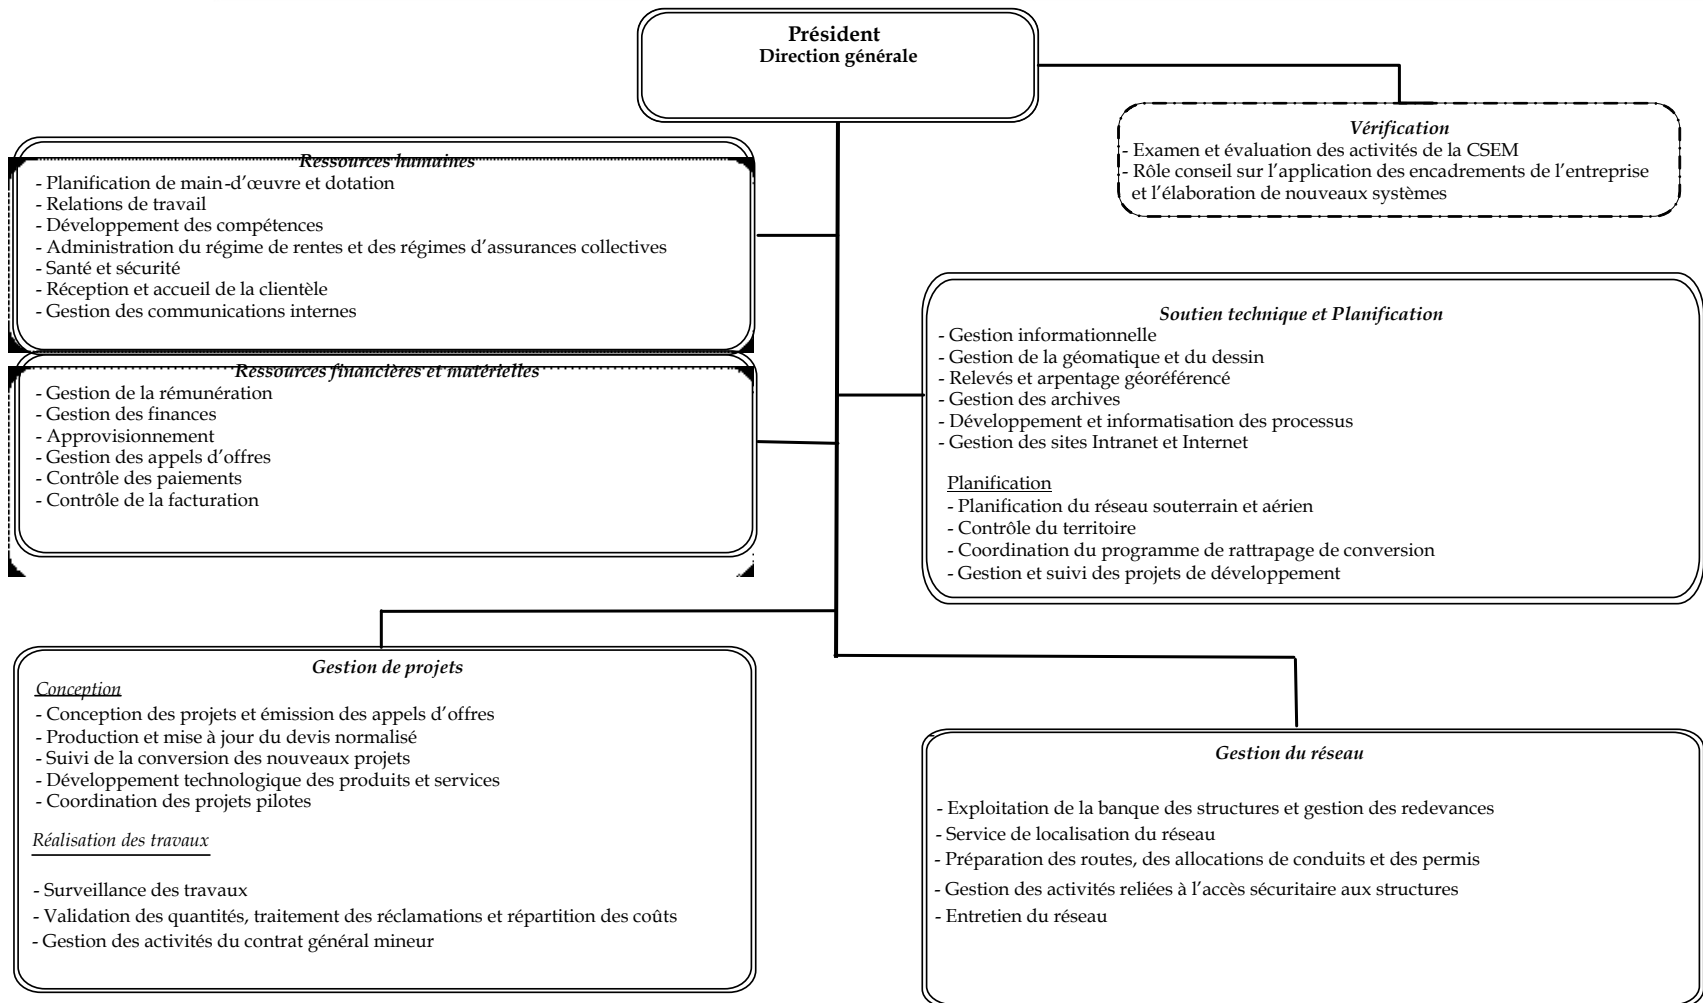 Président
Direction générale
Vérification
- Examen et évaluation des activités de la CSEM
- Rôle conseil sur l'application des encadrements de l'entreprise
et l'élaboration de nouveaux systèmes
Ressources humaines
- Planification de main-d'œuvre et dotation
- Relations de travail
- Développement des compétences
- Administration du régime de rentes et des régimes d'assurances collectives
- Santé et sécurité
- Réception et accueil de la clientèle
- Gestion des communications internes
Ressources financières et matérielles
- Gestion de la rémunération
- Gestion des finances
- Approvisionnement
- Gestion des appels d'offres
- Contrôle des paiements
- Contrôle de la facturation
Soutien technique et Planification
- Gestion informationnelle
- Gestion de la géomatique et du dessin
- Relevés et arpentage géoréférencé
- Gestion des archives
- Développement et informatisation des processus
- Gestion des sites Intranet et Internet
Planification
- Planification du réseau souterrain et aérien
- Contrôle du territoire
- Coordination du programme de rattrapage de conversion
- Gestion et suivi des projets de développement
Gestion de projets
Conception
- Conception des projets et émission des appels d'offres
- Production et mise à jour du devis normalisé
- Suivi de la conversion des nouveaux projets
- Développement technologique des produits et services
- Coordination des projets pilotes
Réalisation des travaux
- Surveillance des travaux
- Validation des quantités, traitement des réclamations et répartition des coûts
- Gestion des activités du contrat général mineur
Gestion du réseau
- Exploitation de la banque des structures et gestion des redevances
- Service de localisation du réseau
- Préparation des routes, des allocations de conduits et des permis
- Gestion des activités reliées à l'accès sécuritaire aux structures
- Entretien du réseau